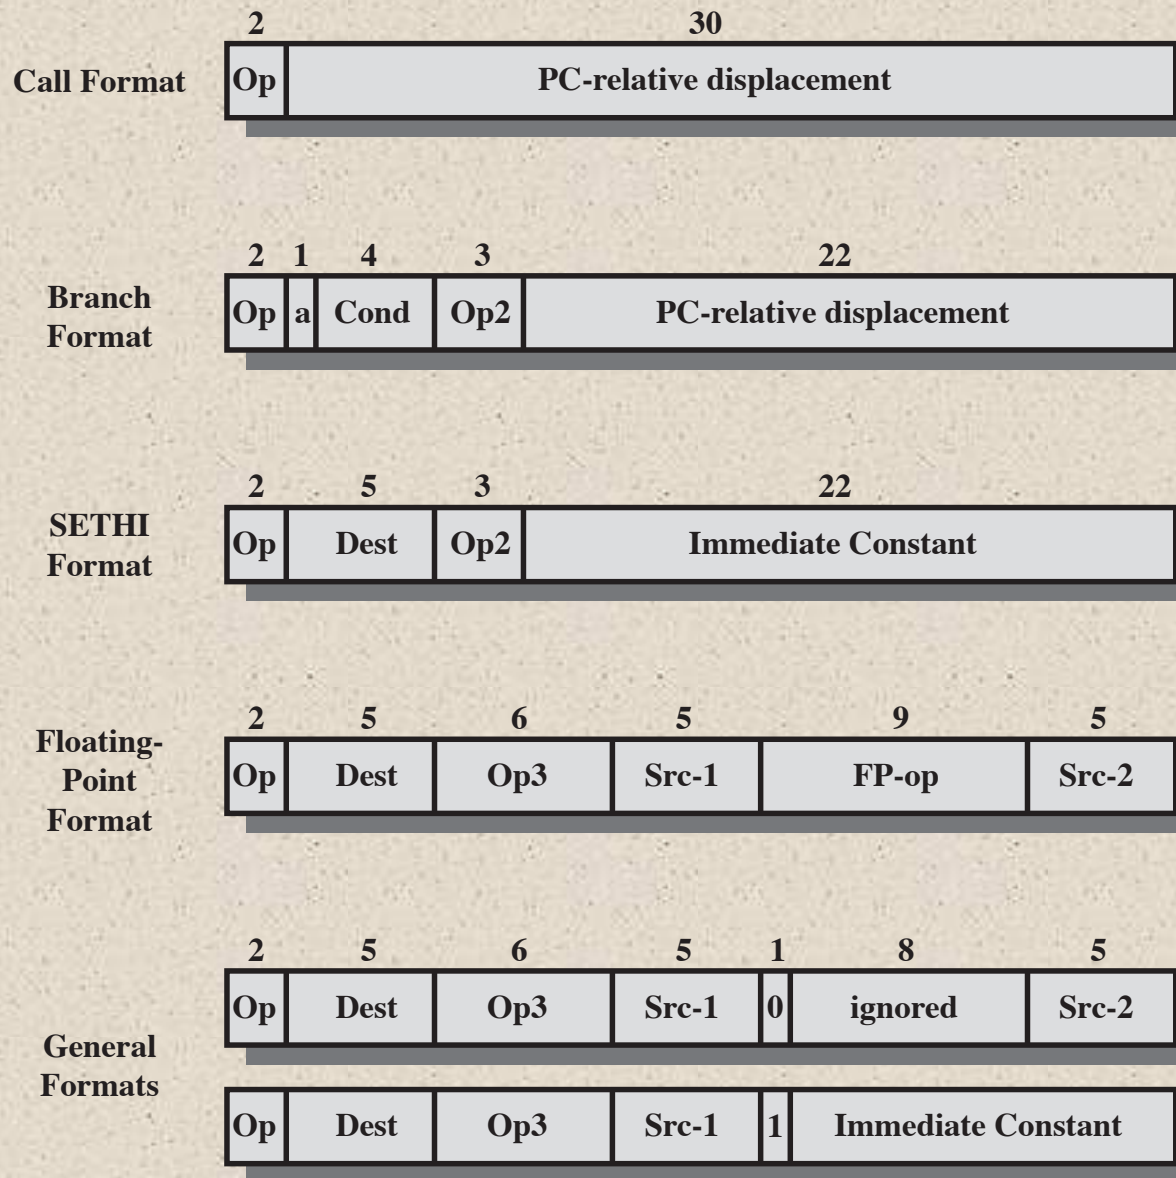 2 30
Call Format Op PC-relative displacement
2 1 4 3 22
Branch
Format
Op a Cond Op2 PC-relative displacement
2 5 3 22
SETHI
Format
Op Dest Op2 Immediate Constant
2 5 6 5 9 5
Floating-
Point
Format
Op Dest Op3 Src-1 FP-op Src-2
2 5 6 5 1 8 5
General
Formats
Op Dest Op3 Src-1 0 ignored Src-2
Op Dest Op3 Src-1 1 Immediate Constant